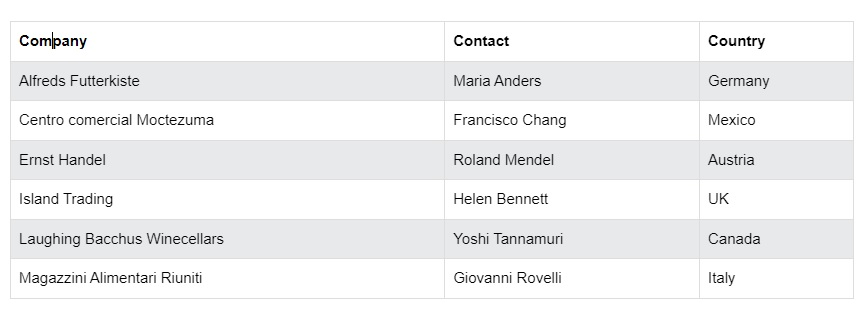 Company Contact Country
Alfreds Futterkiste Maria Anders Germany
Centro comercial Moctezuma Francisco Chang Mexico
Ernst Handel Roland Mendel Austria
Island Trading Helen Bennett UK
Laughing Bacchus Winecellars Yoshi Tannamuri Canada
Magazzini Alimentari Riuniti Giovanni Rovelli Italy